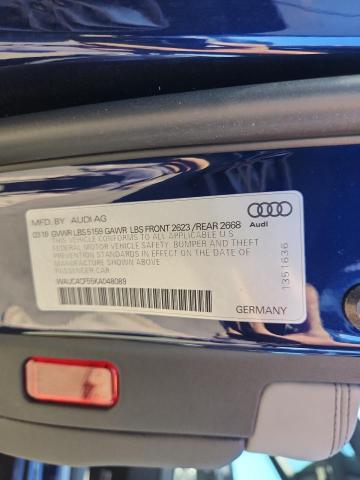 MFD. BY AUDI AG
03/19 GVWR LBS 5159 GAWR LBS FRONT 2623 / REAR 2668
THIS VEHICLE CONFORMS TO ALL APPLICABLE U.S.
FEDERAL MOTOR VEHICLE SAFETY, BUMPER AND THEFT
PREVENTION STANDARDS IN EFFECT ON THE DATE OF
MANUFACTURE SHOWN ABOVE.
PASSENGER CAR
WAUC4CF55KA048089
Audi
1351636
GERMANY